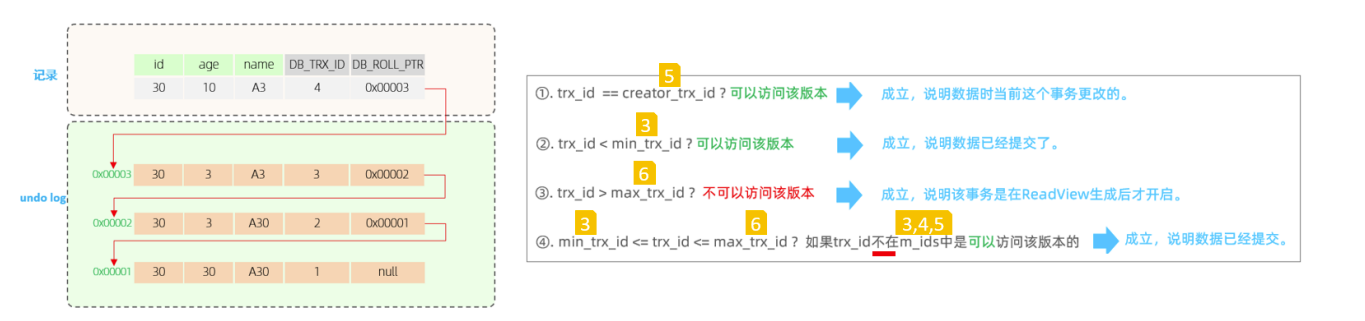 记录
id age name DB_TRX_ID DB_ROLL_PTR
30 10 A3 4 0x00003
undo log
0x00003 30 3 A3 3 0x00002
0x00002 30 3 A30 2 0x00001
0x00001 30 30 A30 1 null
5
①. trx_id == creator_trx_id ? 可以访问该版本 成立，说明数据时当前这个事务更改的。
3
②. trx_id < min_trx_id ? 可以访问该版本 成立，说明数据已经提交了。
6
③. trx_id > max_trx_id ? 不可以访问该版本 成立，说明该事务是在ReadView生成后才开启。
3 6 3,4,5
④. min_trx_id <= trx_id <= max_trx_id ? 如果trx_id不在m_ids中是可以访问该版本的 成立，说明数据已经提交。